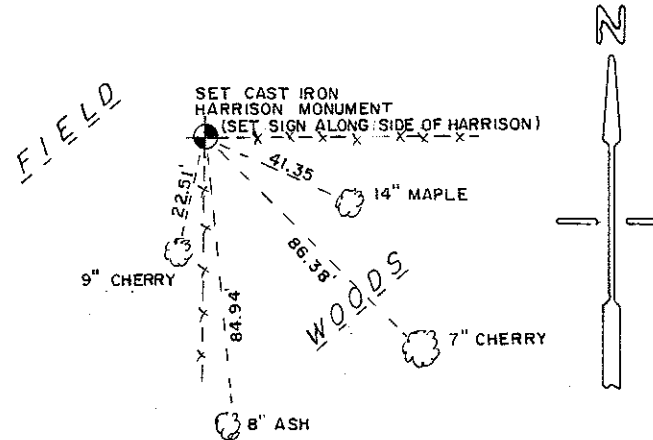 N
FIELD
SET CAST IRON
HARRISON MONUMENT
(SET SIGN ALONG SIDE OF HARRISON)
41.35
14" MAPLE
22.51'
86.38'
9" CHERRY
84.94'
WOODS
7" CHERRY
8" ASH